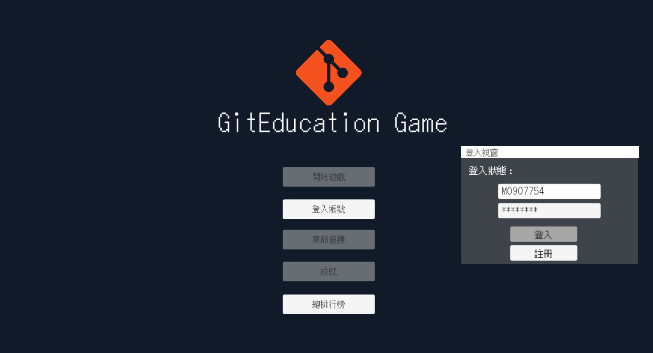 GitEducation Game
開始遊戲
登入帳號
章節選擇
成就
總排行榜
登入視窗
登入狀態：
M0907754
********
登入
註冊